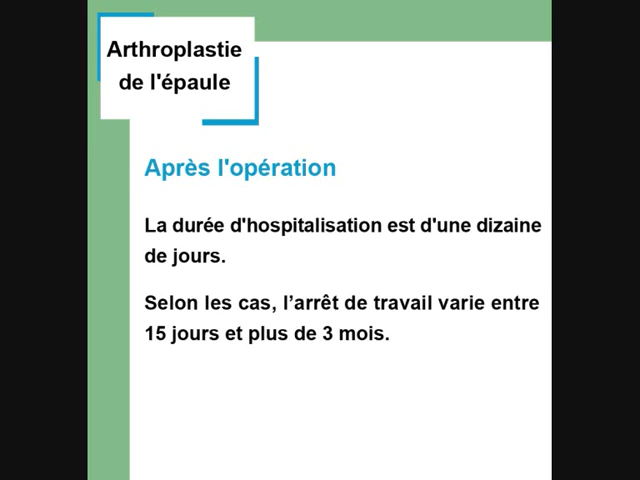 Arthroplastie
de l'épaule
Après l'opération
La durée d'hospitalisation est d'une dizaine
de jours.
Selon les cas, l’arrêt de travail varie entre
15 jours et plus de 3 mois.